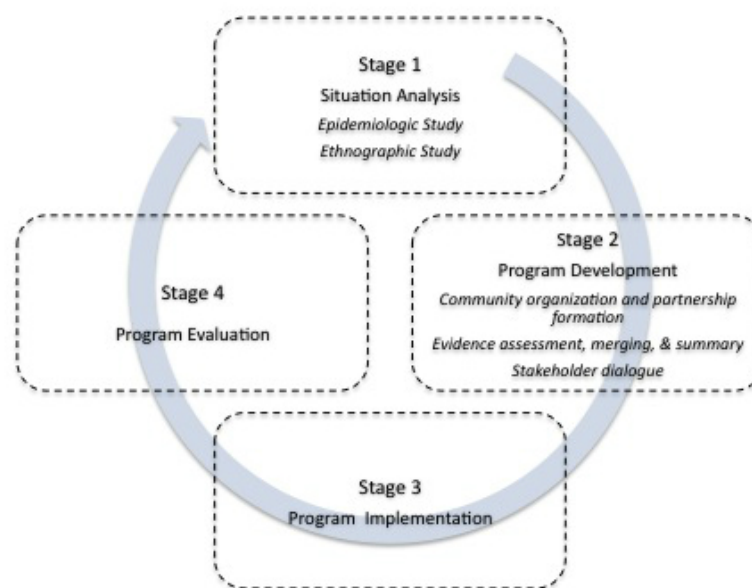 Stage 1
Situation Analysis
Epidemiologic Study
Ethnographic Study
Stage 2
Program Development
Community organization and partnership
formation
Evidence assessment, merging, & summary
Stakeholder dialogue
Stage 3
Program Implementation
Stage 4
Program Evaluation